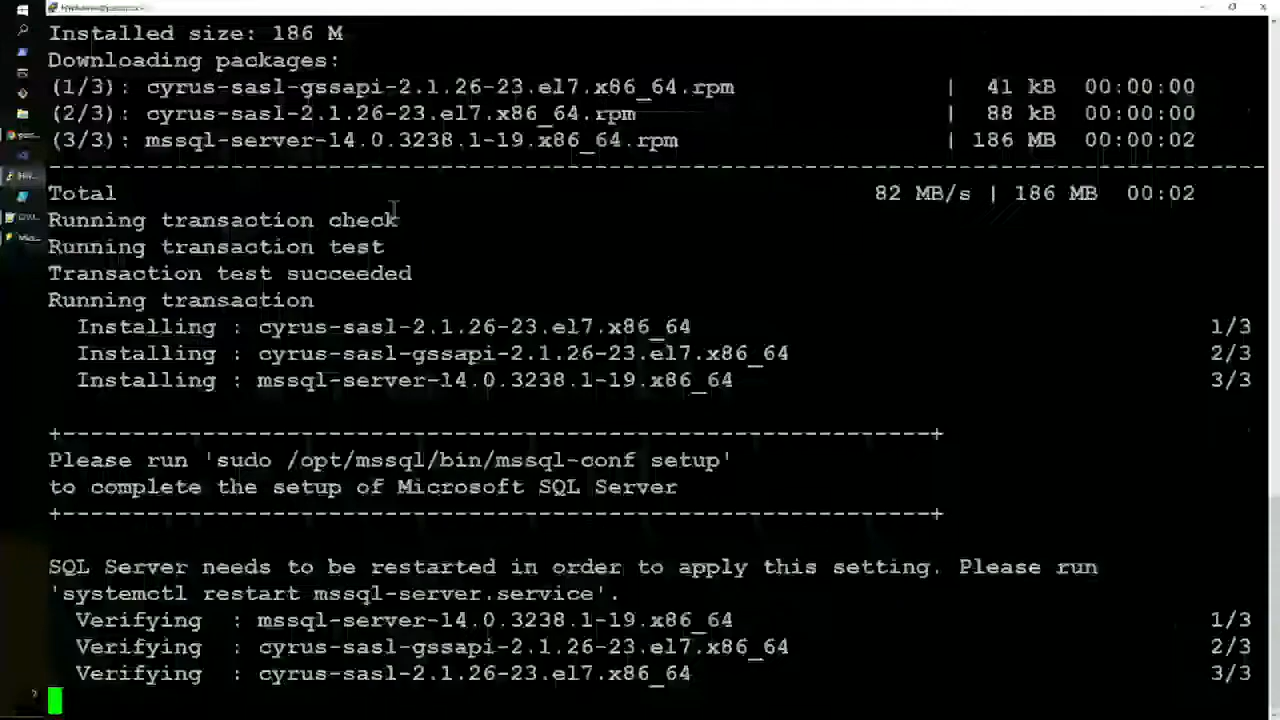 Installed size: 186 M
Downloading packages:
(1/3): cyrus-sasl-gssapi-2.1.26-23.el7.x86_64.rpm | 41 kB 00:00:00
(2/3): cyrus-sasl-2.1.26-23.el7.x86_64.rpm | 88 kB 00:00:00
(3/3): mssql-server-14.0.3238.1-19.x86_64.rpm | 186 MB 00:00:02
--------------------------------------------------------------------------------
Total 82 MB/s | 186 MB 00:02
Running transaction check
Running transaction test
Transaction test succeeded
Running transaction
Installing : cyrus-sasl-2.1.26-23.el7.x86_64 1/3
Installing : cyrus-sasl-gssapi-2.1.26-23.el7.x86_64 2/3
Installing : mssql-server-14.0.3238.1-19.x86_64 3/3
+--------------------------------------------------------------+
Please run 'sudo /opt/mssql/bin/mssql-conf setup'
to complete the setup of Microsoft SQL Server
+--------------------------------------------------------------+
SQL Server needs to be restarted in order to apply this setting. Please run
'systemctl restart mssql-server.service'.
Verifying : mssql-server-14.0.3238.1-19.x86_64 1/3
Verifying : cyrus-sasl-gssapi-2.1.26-23.el7.x86_64 2/3
Verifying : cyrus-sasl-2.1.26-23.el7.x86_64 3/3